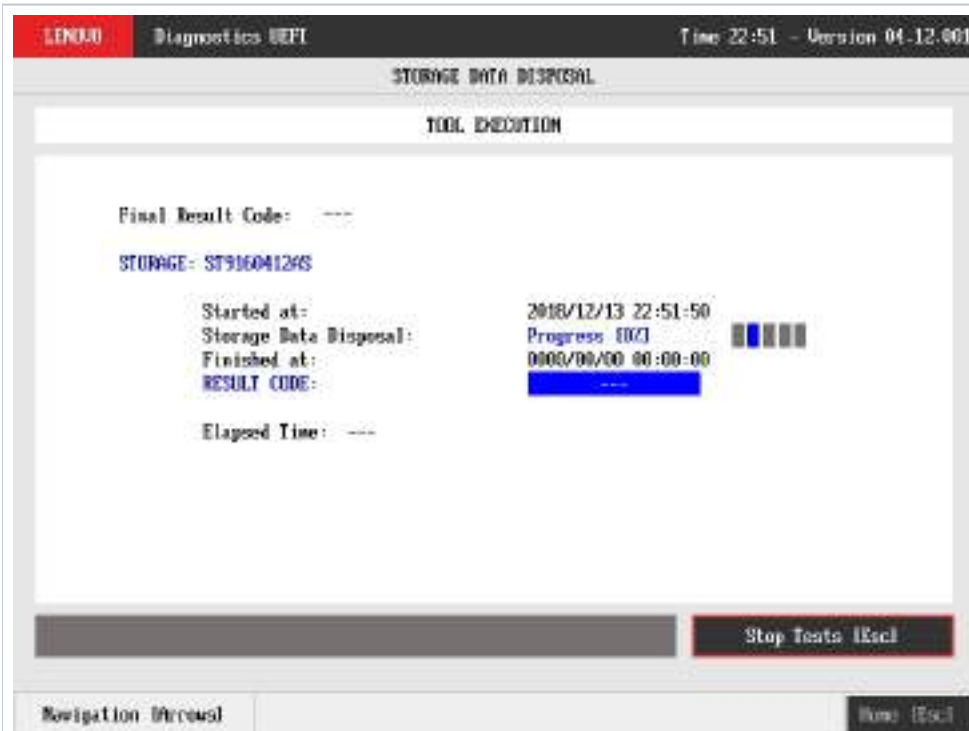 LENOVO Diagnostics UEFI Time 22:51 - Version 04.12.001
STORAGE DATA DISPOSAL
TOOL EXECUTION
Final Result Code: ---
STORAGE: ST9160412AS
Started at: 2018/12/13 22:51:50
Storage Data Disposal: Progress [0%]
Finished at: 0000/00/00 00:00:00
RESULT CODE: ---
Elapsed Time: ---
Stop Tests [Esc]
Navigation [Arrows] Home [Esc]